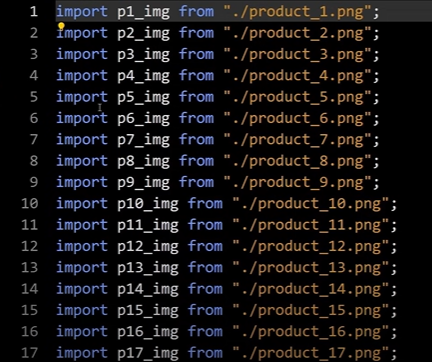 1 import p1_img from "./product_1.png";
2 import p2_img from "./product_2.png";
3 import p3_img from "./product_3.png";
4 import p4_img from "./product_4.png";
5 import p5_img from "./product_5.png";
6 import p6_img from "./product_6.png";
7 import p7_img from "./product_7.png";
8 import p8_img from "./product_8.png";
9 import p9_img from "./product_9.png";
10 import p10_img from "./product_10.png";
11 import p11_img from "./product_11.png";
12 import p12_img from "./product_12.png";
13 import p13_img from "./product_13.png";
14 import p14_img from "./product_14.png";
15 import p15_img from "./product_15.png";
16 import p16_img from "./product_16.png";
17 import p17_img from "./product_17.png";